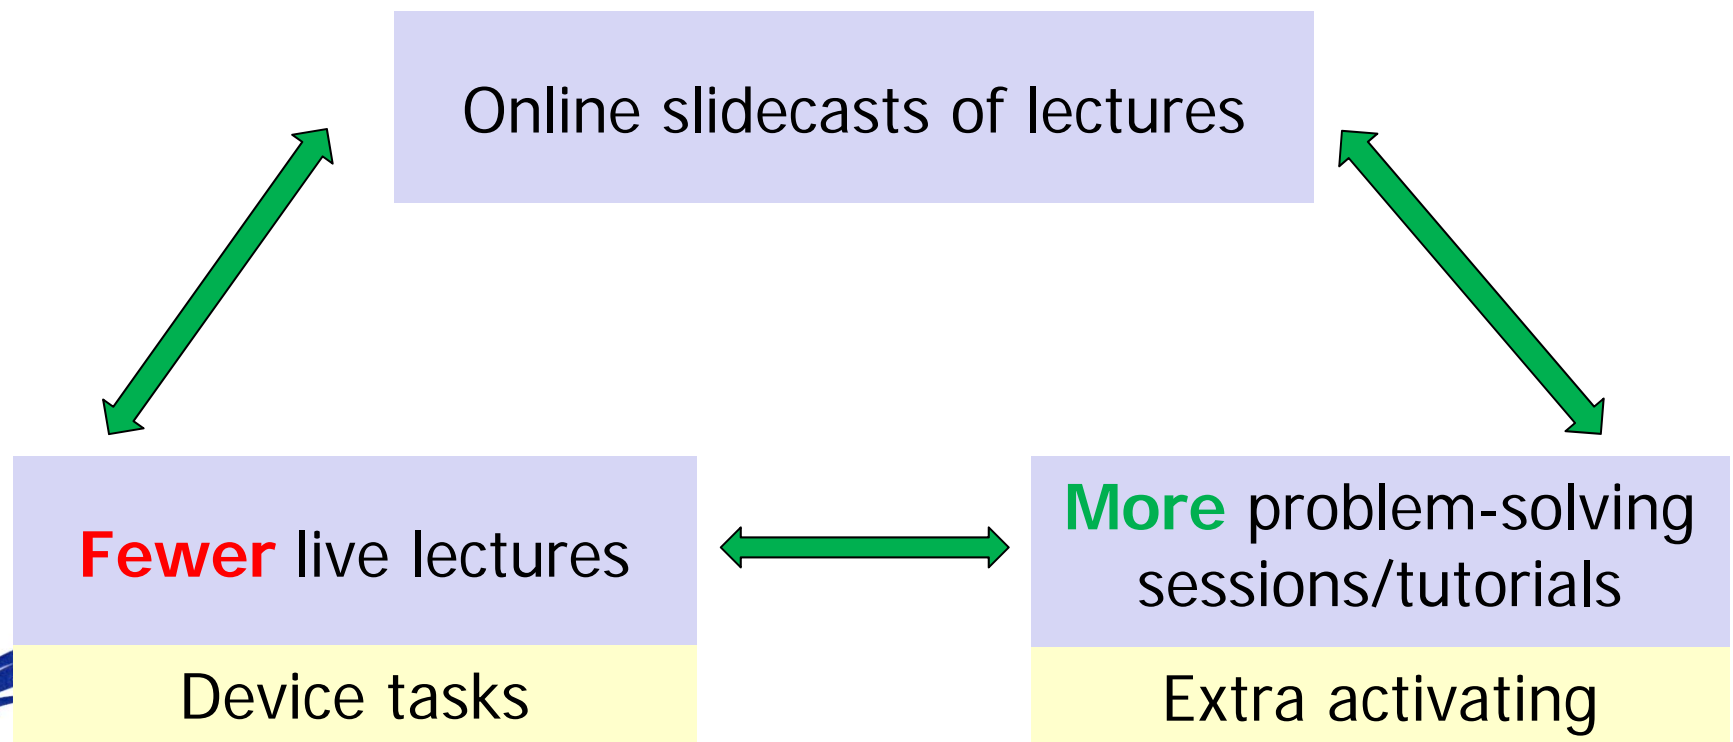 Online slidecasts of lectures
Fewer live lectures
More problem-solving
sessions/tutorials
Device tasks
Extra activating